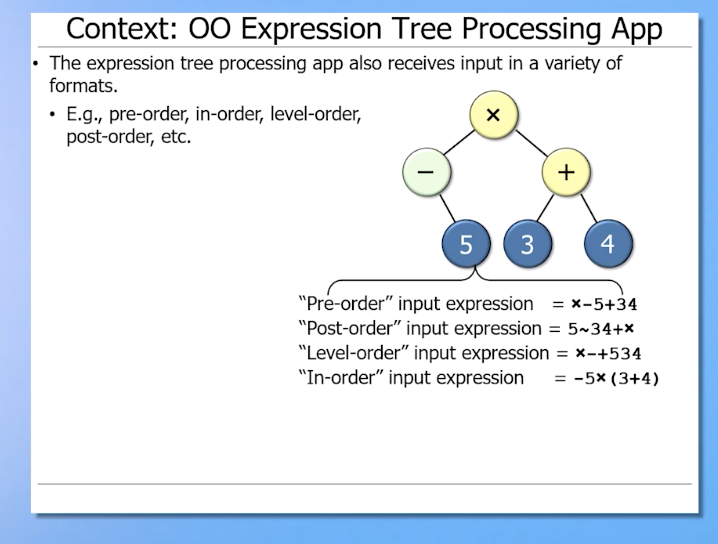 Context: OO Expression Tree Processing App
• The expression tree processing app also receives input in a variety of
formats.
• E.g., pre-order, in-order, level-order,
post-order, etc.
×
− +
5 3 4
“Pre-order” input expression = ×−5+34
“Post-order” input expression = 5~34+×
“Level-order” input expression = ×−+534
“In-order” input expression = −5×(3+4)